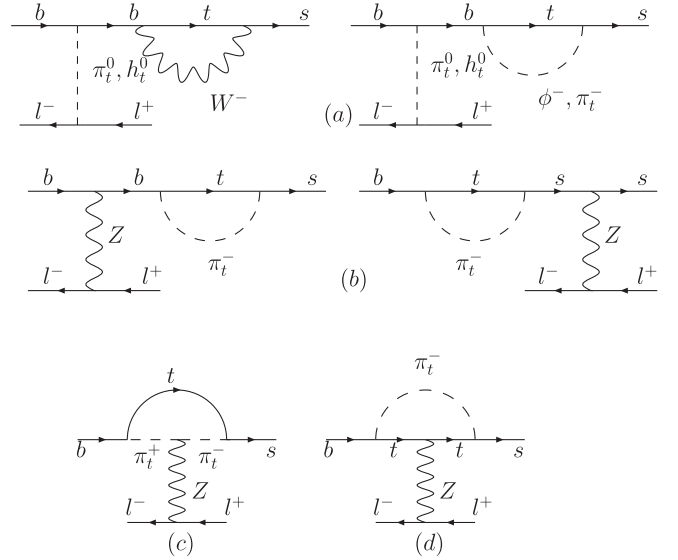 b b t s b b t s
π_t^0, h_t^0 π_t^0, h_t^0
W^- φ^-, π_t^-
l^- l^+ (a) l^- l^+
b b t s b t s s
Z Z
π_t^- π_t^-
l^- l^+ (b) l^- l^+
π_t^-
t
b π_t^+ π_t^- s b t t s
Z Z
l^- l^+ l^- l^+
(c) (d)